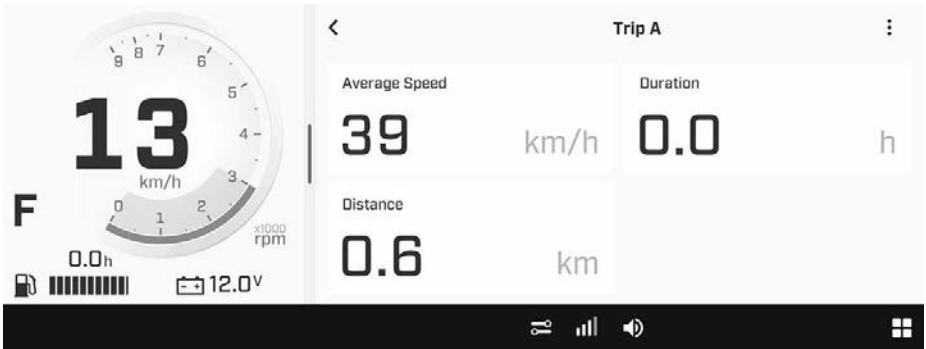 Trip A
9 8 7 6
5
4
3
0 1 2
13
km/h
F
x1000
rpm
0.0h
12.0V
Average Speed
39 km/h
Duration
0.0 h
Distance
0.6 km